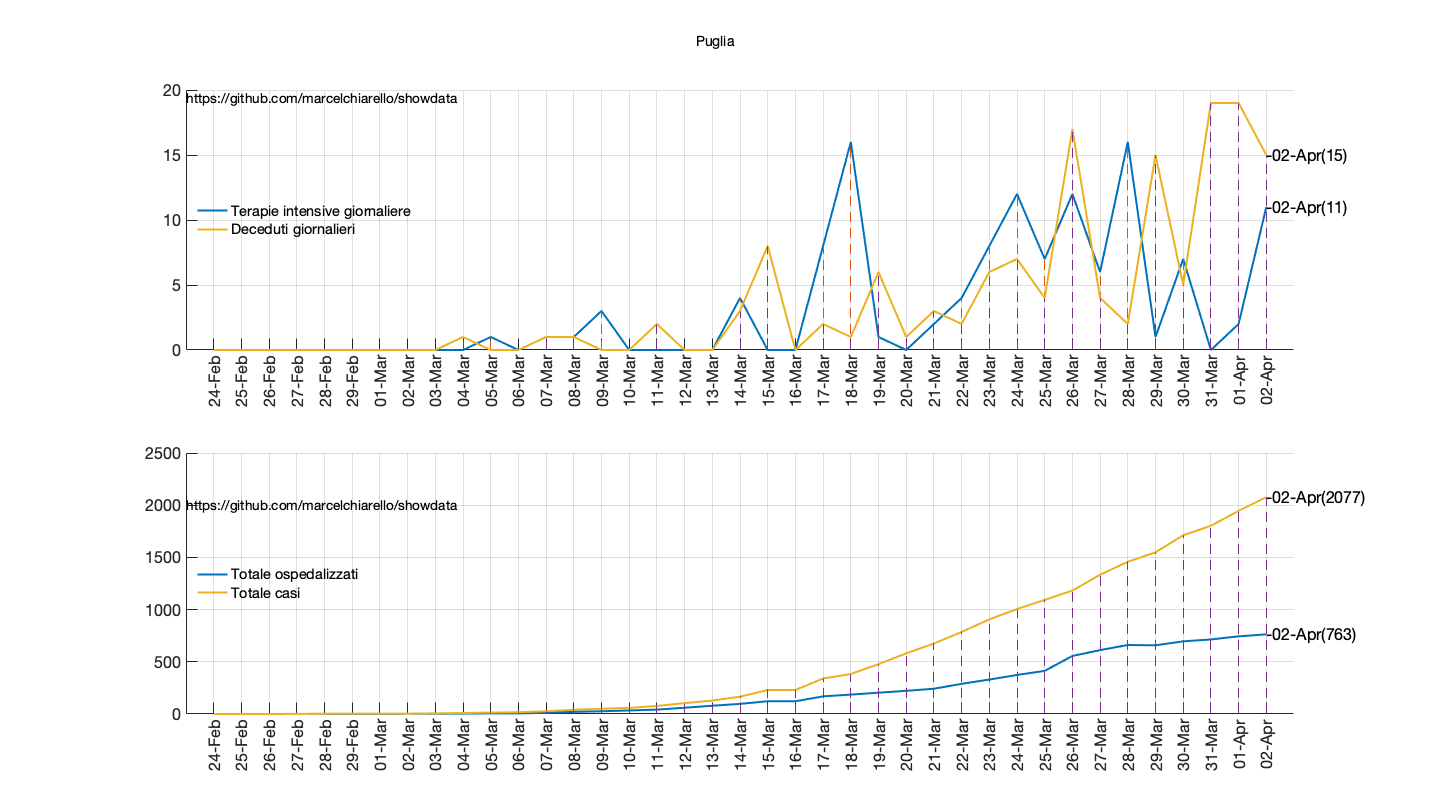 Puglia
20
https://github.com/marcelchiarello/showdata
15
-02-Apr(15)
Terapie intensive giornaliere
10
-02-Apr(11)
Deceduti giornalieri
5
0
24-Feb
25-Feb
26-Feb
27-Feb
28-Feb
29-Feb
01-Mar
02-Mar
03-Mar
04-Mar
05-Mar
06-Mar
07-Mar
08-Mar
09-Mar
10-Mar
11-Mar
12-Mar
13-Mar
14-Mar
15-Mar
16-Mar
17-Mar
18-Mar
19-Mar
20-Mar
21-Mar
22-Mar
23-Mar
24-Mar
25-Mar
26-Mar
27-Mar
28-Mar
29-Mar
30-Mar
31-Mar
01-Apr
02-Apr
2500
-02-Apr(2077)
2000
https://github.com/marcelchiarello/showdata
1500
Totale ospedalizzati
Totale casi
1000
500
-02-Apr(763)
0
24-Feb
25-Feb
26-Feb
27-Feb
28-Feb
29-Feb
01-Mar
02-Mar
03-Mar
04-Mar
05-Mar
06-Mar
07-Mar
08-Mar
09-Mar
10-Mar
11-Mar
12-Mar
13-Mar
14-Mar
15-Mar
16-Mar
17-Mar
18-Mar
19-Mar
20-Mar
21-Mar
22-Mar
23-Mar
24-Mar
25-Mar
26-Mar
27-Mar
28-Mar
29-Mar
30-Mar
31-Mar
01-Apr
02-Apr